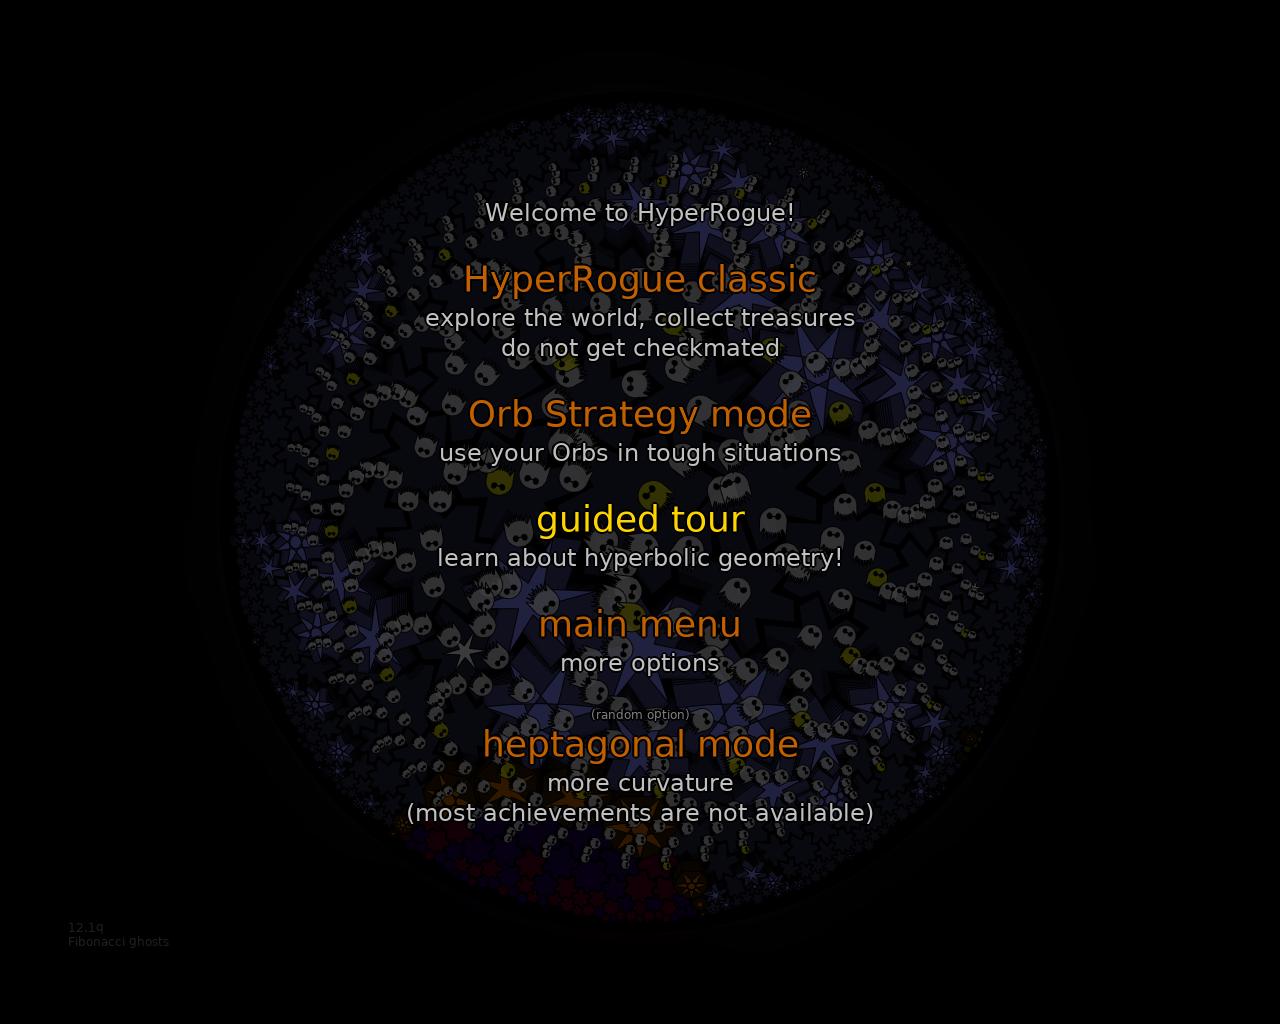 Welcome to HyperRogue!
HyperRogue classic
explore the world, collect treasures
do not get checkmated
Orb Strategy mode
use your Orbs in tough situations
guided tour
learn about hyperbolic geometry!
main menu
more options
(random option)
heptagonal mode
more curvature
(most achievements are not available)
12.1q
Fibonacci ghosts